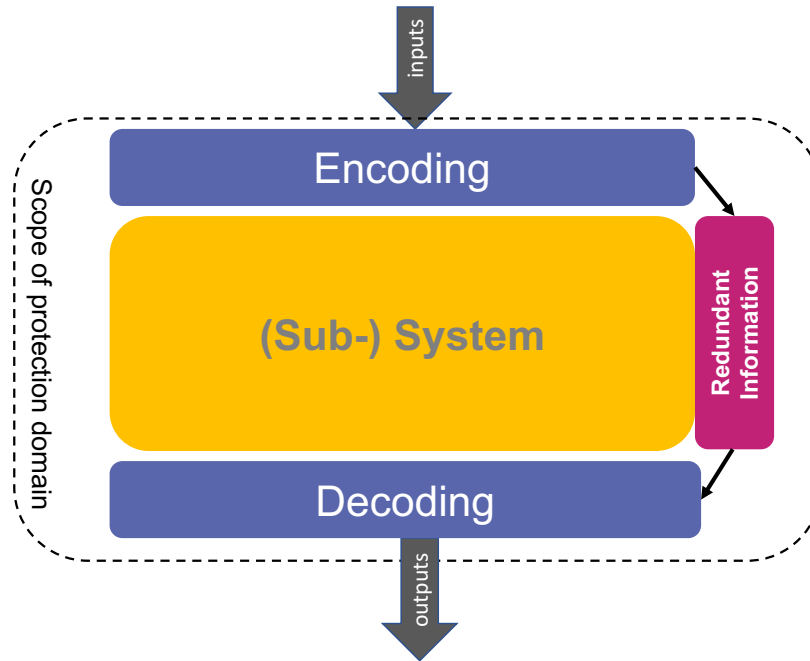 inputs
Encoding
Scope of protection domain
(Sub-) System
Redundant
Information
Decoding
outputs